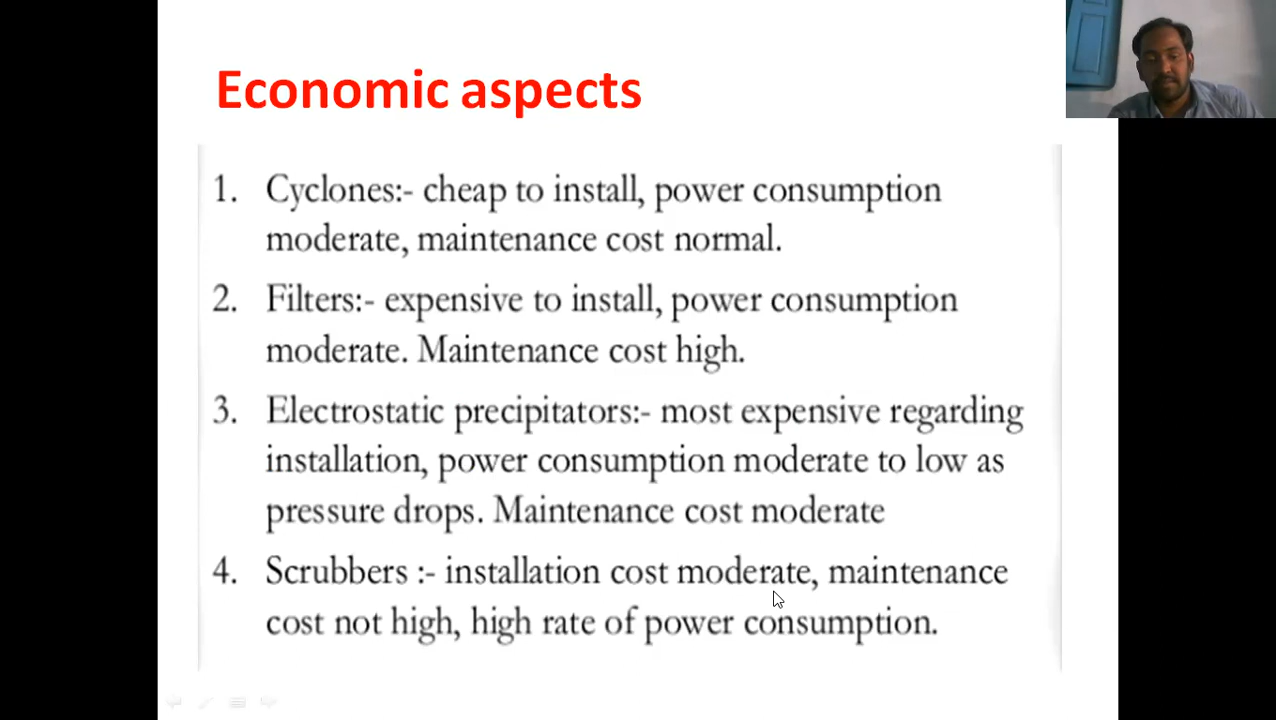 Economic aspects
1. Cyclones:- cheap to install, power consumption
moderate, maintenance cost normal.
2. Filters:- expensive to install, power consumption
moderate. Maintenance cost high.
3. Electrostatic precipitators:- most expensive regarding
installation, power consumption moderate to low as
pressure drops. Maintenance cost moderate
4. Scrubbers :- installation cost moderate, maintenance
cost not high, high rate of power consumption.